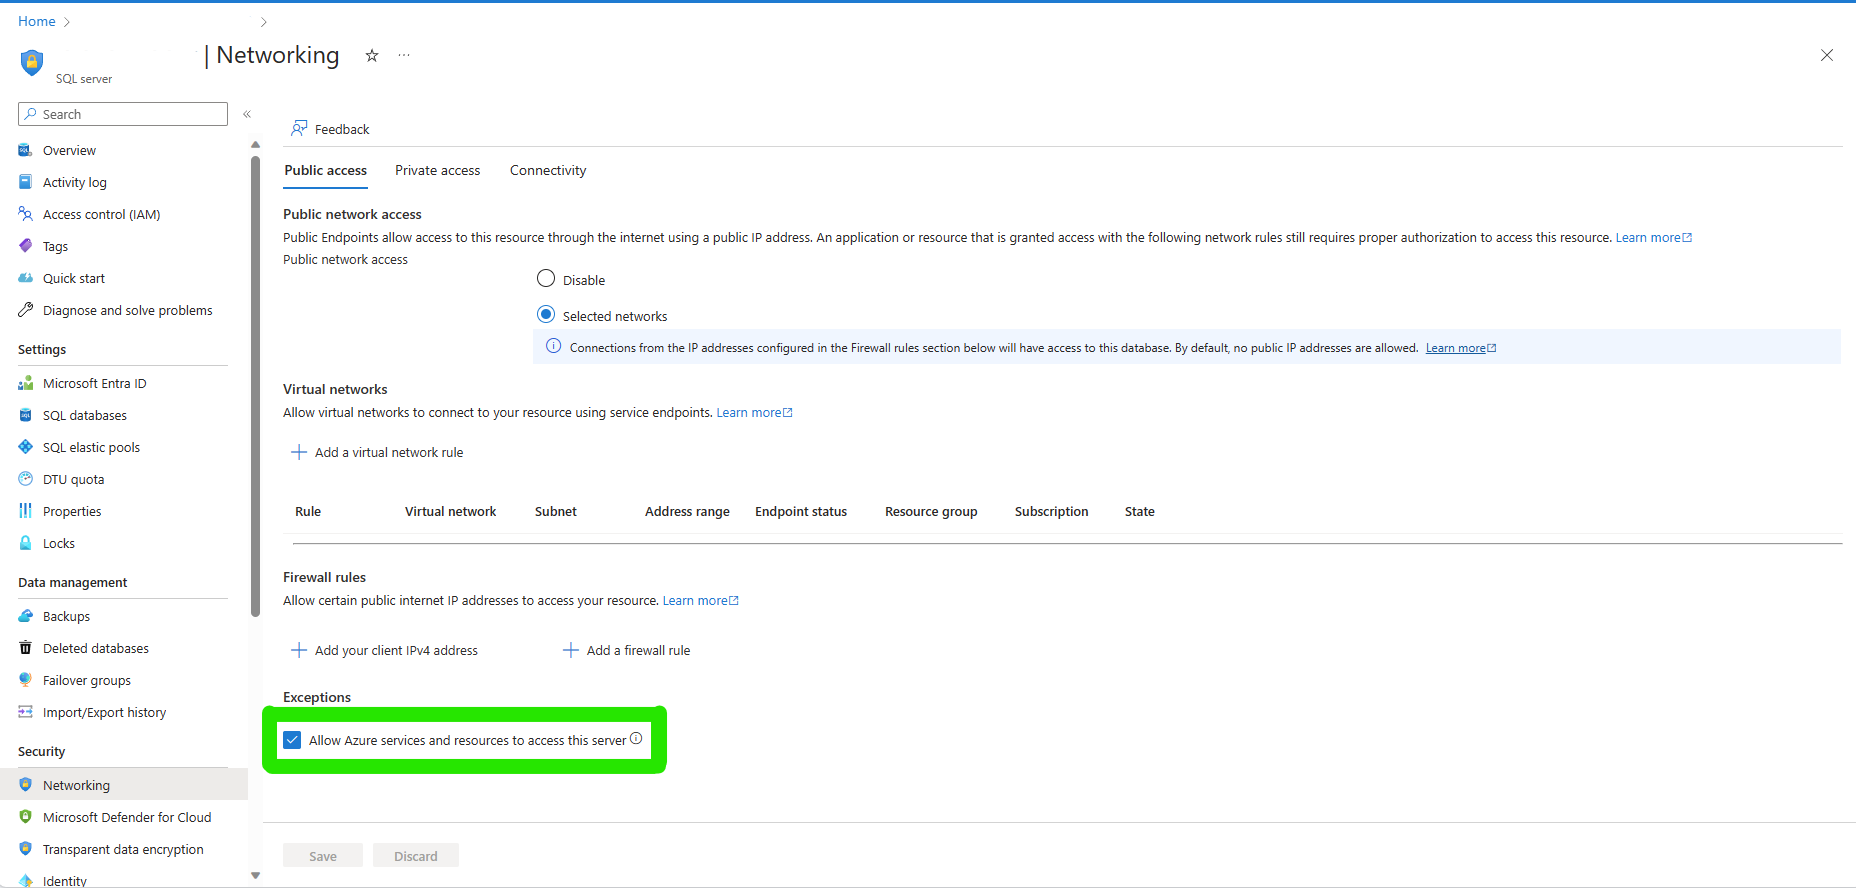 Home
| Networking
SQL server
Search
Overview
Activity log
Access control (IAM)
Tags
Quick start
Diagnose and solve problems
Settings
Microsoft Entra ID
SQL databases
SQL elastic pools
DTU quota
Properties
Locks
Data management
Backups
Deleted databases
Failover groups
Import/Export history
Security
Networking
Microsoft Defender for Cloud
Transparent data encryption
Identity
Feedback
Public access Private access Connectivity
Public network access
Public Endpoints allow access to this resource through the internet using a public IP address. An application or resource that is granted access with the following network rules still requires proper authorization to access this resource. Learn more
Public network access
Disable
Selected networks
Connections from the IP addresses configured in the Firewall rules section below will have access to this database. By default, no public IP addresses are allowed. Learn more
Virtual networks
Allow virtual networks to connect to your resource using service endpoints. Learn more
Add a virtual network rule
Rule Virtual network Subnet Address range Endpoint status Resource group Subscription State
Firewall rules
Allow certain public internet IP addresses to access your resource. Learn more
Add your client IPv4 address Add a firewall rule
Exceptions
Allow Azure services and resources to access this server
Save Discard